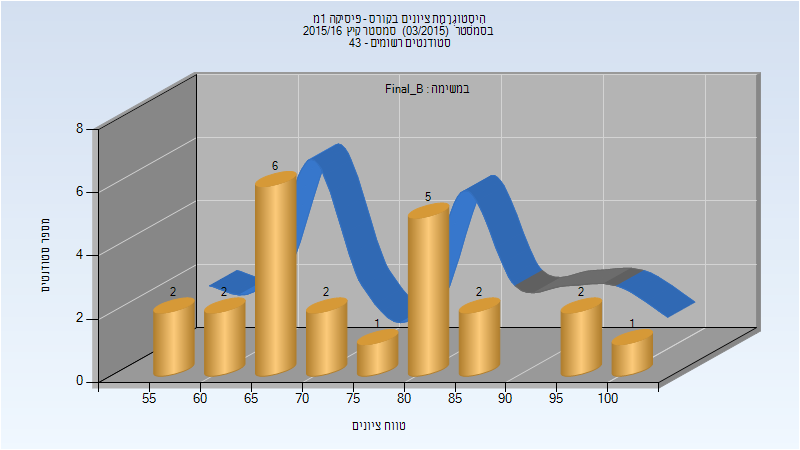 היסטוגרמת ציונים בקורס - פיסיקה 1מ
בסמסטר (03/2015) סמסטר קיץ 2015/16
סטודנטים רשומים - 43
במשימה : Final_B
מספר סטודנטים
8
6
4
2
0
2
2
6
2
1
5
2
2
1
55 60 65 70 75 80 85 90 95 100
טווח ציונים